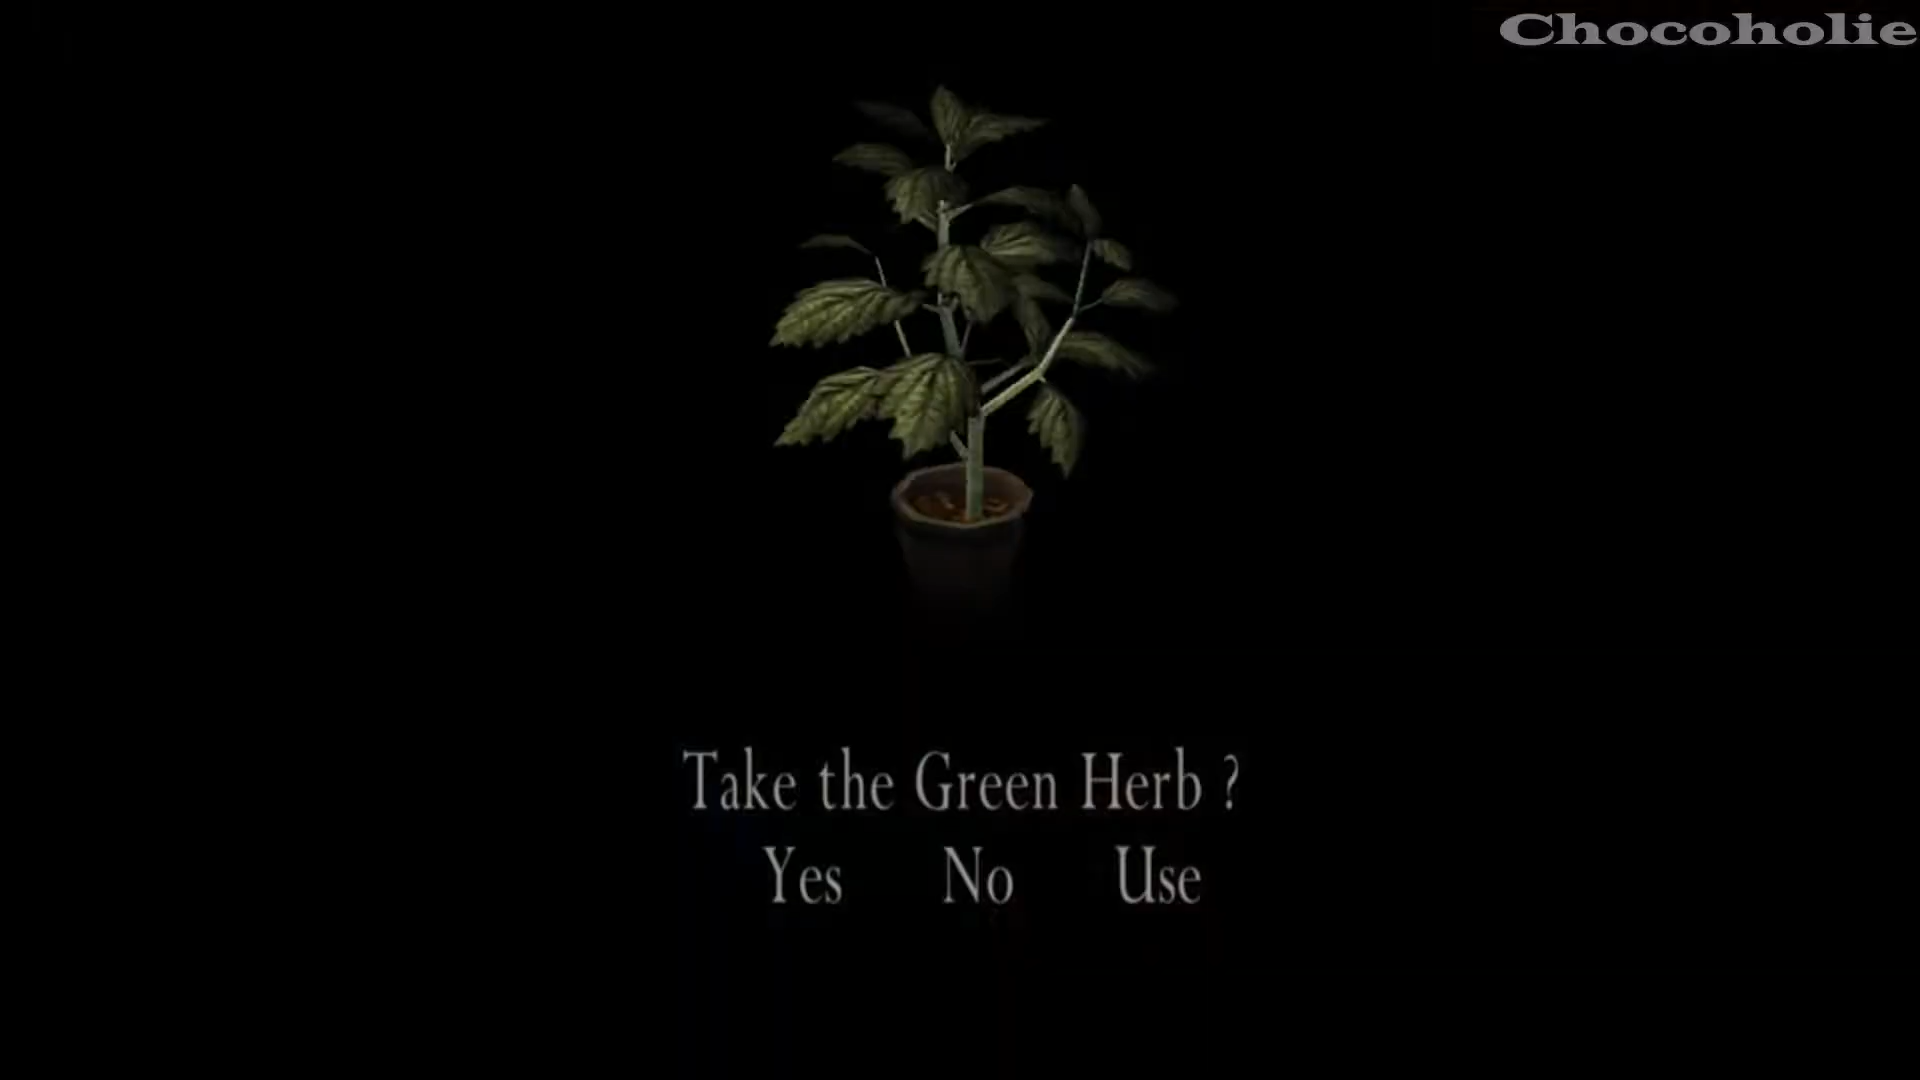 Chocoholie
Take the Green Herb ?
Yes No Use